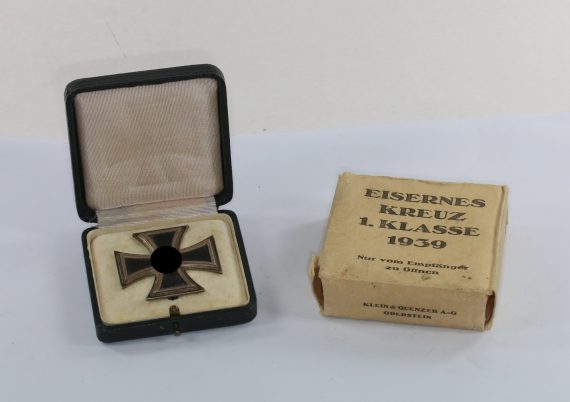 EISERNES
KREUZ
1. KLASSE
1939
Nur vom Empfänger
zu öffnen
KLEIN & QUENZER A-G
OBERSTEIN